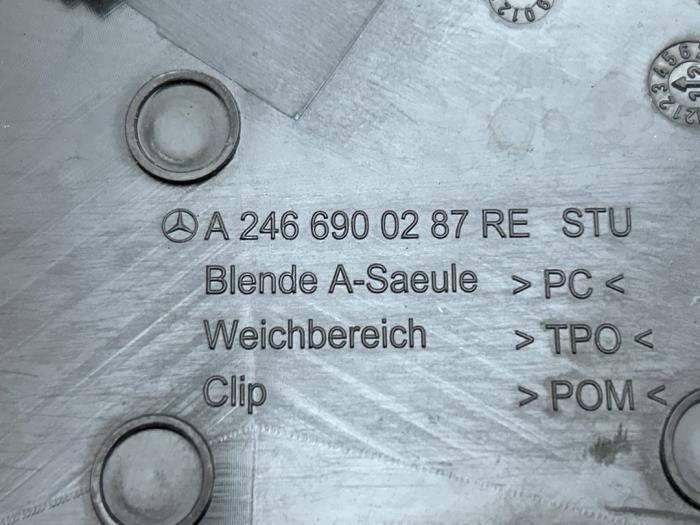 A 246 690 02 87 RE STU
Blende A-Saeule > PC <
Weichbereich > TPO <
Clip > POM <